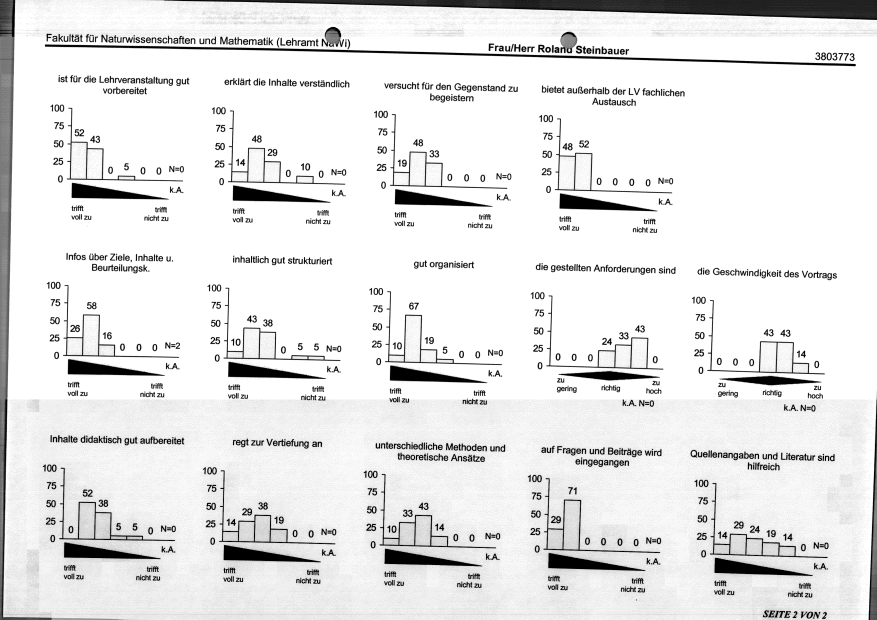 Fakultät für Naturwissenschaften und Mathematik (Lehramt NaWi)
Frau/Herr Roland Steinbauer
3803773
ist für die Lehrveranstaltung gut
vorbereitet
100
75
50
25
0
52 43 0 5 0 0 N=0
k.A.
trifft
voll zu
trifft
nicht zu
erklärt die Inhalte verständlich
100
75
50
25
0
14 48 29 0 10 0 N=0
k.A.
trifft
voll zu
trifft
nicht zu
versucht für den Gegenstand zu
begeistern
100
75
50
25
0
19 48 33 0 0 0 N=0
k.A.
trifft
voll zu
trifft
nicht zu
bietet außerhalb der LV fachlichen
Austausch
100
75
50
25
0
48 52 0 0 0 0 N=0
k.A.
trifft
voll zu
trifft
nicht zu
Infos über Ziele, Inhalte u.
Beurteilungsk.
100
75
50
25
0
26 58 16 0 0 0 N=2
k.A.
trifft
voll zu
trifft
nicht zu
inhaltlich gut strukturiert
100
75
50
25
0
10 43 38 0 5 5 N=0
k.A.
trifft
voll zu
trifft
nicht zu
gut organisiert
100
75
50
25
0
10 67 19 5 0 0 N=0
k.A.
trifft
voll zu
trifft
nicht zu
die gestellten Anforderungen sind
100
75
50
25
0
0 0 0 24 33 43 0
zu
gering
richtig
zu
hoch
k.A. N=0
die Geschwindigkeit des Vortrags
100
75
50
25
0
0 0 0 43 43 14 0
zu
gering
richtig
zu
hoch
k.A. N=0
Inhalte didaktisch gut aufbereitet
100
75
50
25
0
0 52 38 5 5 0 N=0
k.A.
trifft
voll zu
trifft
nicht zu
regt zur Vertiefung an
100
75
50
25
0
14 29 38 19 0 0 N=0
k.A.
trifft
voll zu
trifft
nicht zu
unterschiedliche Methoden und
theoretische Ansätze
100
75
50
25
0
10 33 43 14 0 0 N=0
k.A.
trifft
voll zu
trifft
nicht zu
auf Fragen und Beiträge wird
eingegangen
100
75
50
25
0
29 71 0 0 0 0 N=0
k.A.
trifft
voll zu
trifft
nicht zu
Quellenangaben und Literatur sind
hilfreich
100
75
50
25
0
14 29 24 19 14 0 N=0
k.A.
trifft
voll zu
trifft
nicht zu
SEITE 2 VON 2